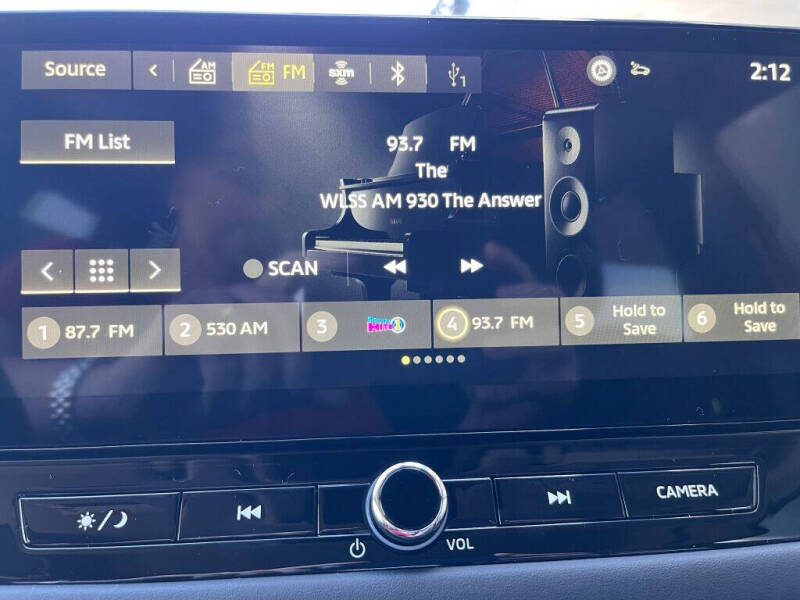 Source
AM
FM FM
sxm
1
2:12
FM List
93.7 FM
The
WLSS AM 930 The Answer
SCAN
1 87.7 FM
2 530 AM
3
4 93.7 FM
5 Hold to
Save
6 Hold to
Save
CAMERA
VOL